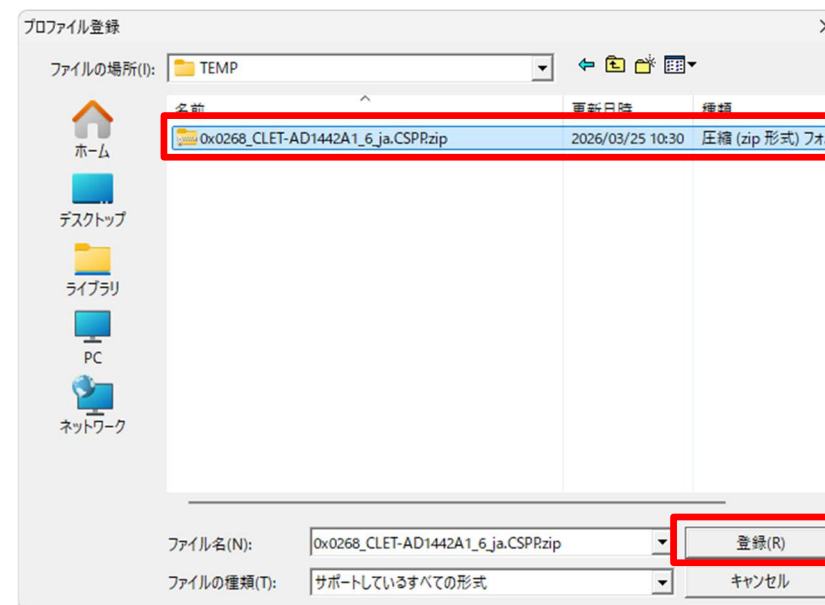 プロファイル登録
ファイルの場所(I):
TEMP
名前
更新日時
種類
0x0268_CLET-AD1442A1_6_ja.CSPP.zip
2026/03/25 10:30
圧縮 (zip 形式) フォ
ホーム
デスクトップ
ライブラリ
PC
ネットワーク
ファイル名(N):
0x0268_CLET-AD1442A1_6_ja.CSPP.zip
登録(R)
ファイルの種類(T):
サポートしているすべての形式
キャンセル